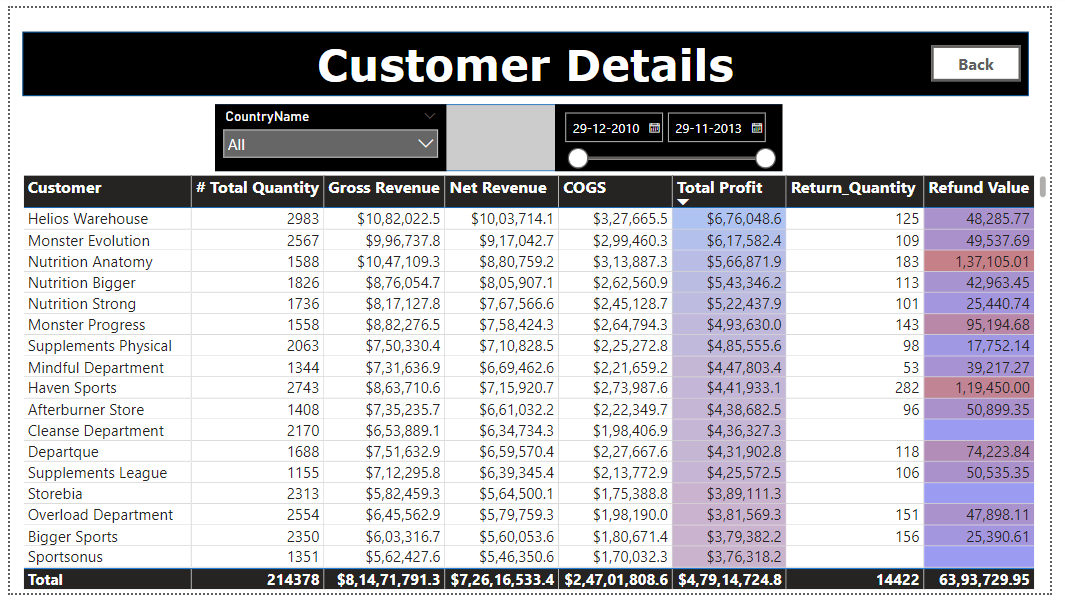 Customer Details
Back
CountryName
All
29-12-2010 29-11-2013
Customer # Total Quantity Gross Revenue Net Revenue COGS Total Profit Return_Quantity Refund Value
Helios Warehouse 2983 $10,82,022.5 $10,03,714.1 $3,27,665.5 $6,76,048.6 125 48,285.77
Monster Evolution 2567 $9,96,737.8 $9,17,042.7 $2,99,460.3 $6,17,582.4 109 49,537.69
Nutrition Anatomy 1588 $10,47,109.3 $8,80,759.2 $3,13,887.3 $5,66,871.9 183 1,37,105.01
Nutrition Bigger 1826 $8,76,054.7 $8,05,907.1 $2,62,560.9 $5,43,346.2 113 42,963.45
Nutrition Strong 1736 $8,17,127.8 $7,67,566.6 $2,45,128.7 $5,22,437.9 101 25,440.74
Monster Progress 1558 $8,82,276.5 $7,58,424.3 $2,64,794.3 $4,93,630.0 143 95,194.68
Supplements Physical 2063 $7,50,330.4 $7,10,828.5 $2,25,272.8 $4,85,555.6 98 17,752.14
Mindful Department 1344 $7,31,636.9 $6,69,462.6 $2,21,659.2 $4,47,803.4 53 39,217.27
Haven Sports 2743 $8,63,710.6 $7,15,920.7 $2,73,987.6 $4,41,933.1 282 1,19,450.00
Afterburner Store 1408 $7,35,235.7 $6,61,032.2 $2,22,349.7 $4,38,682.5 96 50,899.35
Cleanse Department 2170 $6,53,889.1 $6,34,734.3 $1,98,406.9 $4,36,327.3
Departque 1688 $7,51,632.9 $6,59,570.4 $2,27,667.6 $4,31,902.8 118 74,223.84
Supplements League 1155 $7,12,295.8 $6,39,345.4 $2,13,772.9 $4,25,572.5 106 50,535.35
Storebia 2313 $5,82,459.3 $5,64,500.1 $1,75,388.8 $3,89,111.3
Overload Department 2554 $6,45,562.9 $5,79,759.3 $1,98,190.0 $3,81,569.3 151 47,898.11
Bigger Sports 2350 $6,03,316.7 $5,60,053.6 $1,80,671.4 $3,79,382.2 156 25,390.61
Sportsonus 1351 $5,62,427.6 $5,46,350.6 $1,70,032.3 $3,76,318.2
Total 214378 $8,14,71,791.3 $7,26,16,533.4 $2,47,01,808.6 $4,79,14,724.8 14422 63,93,729.95